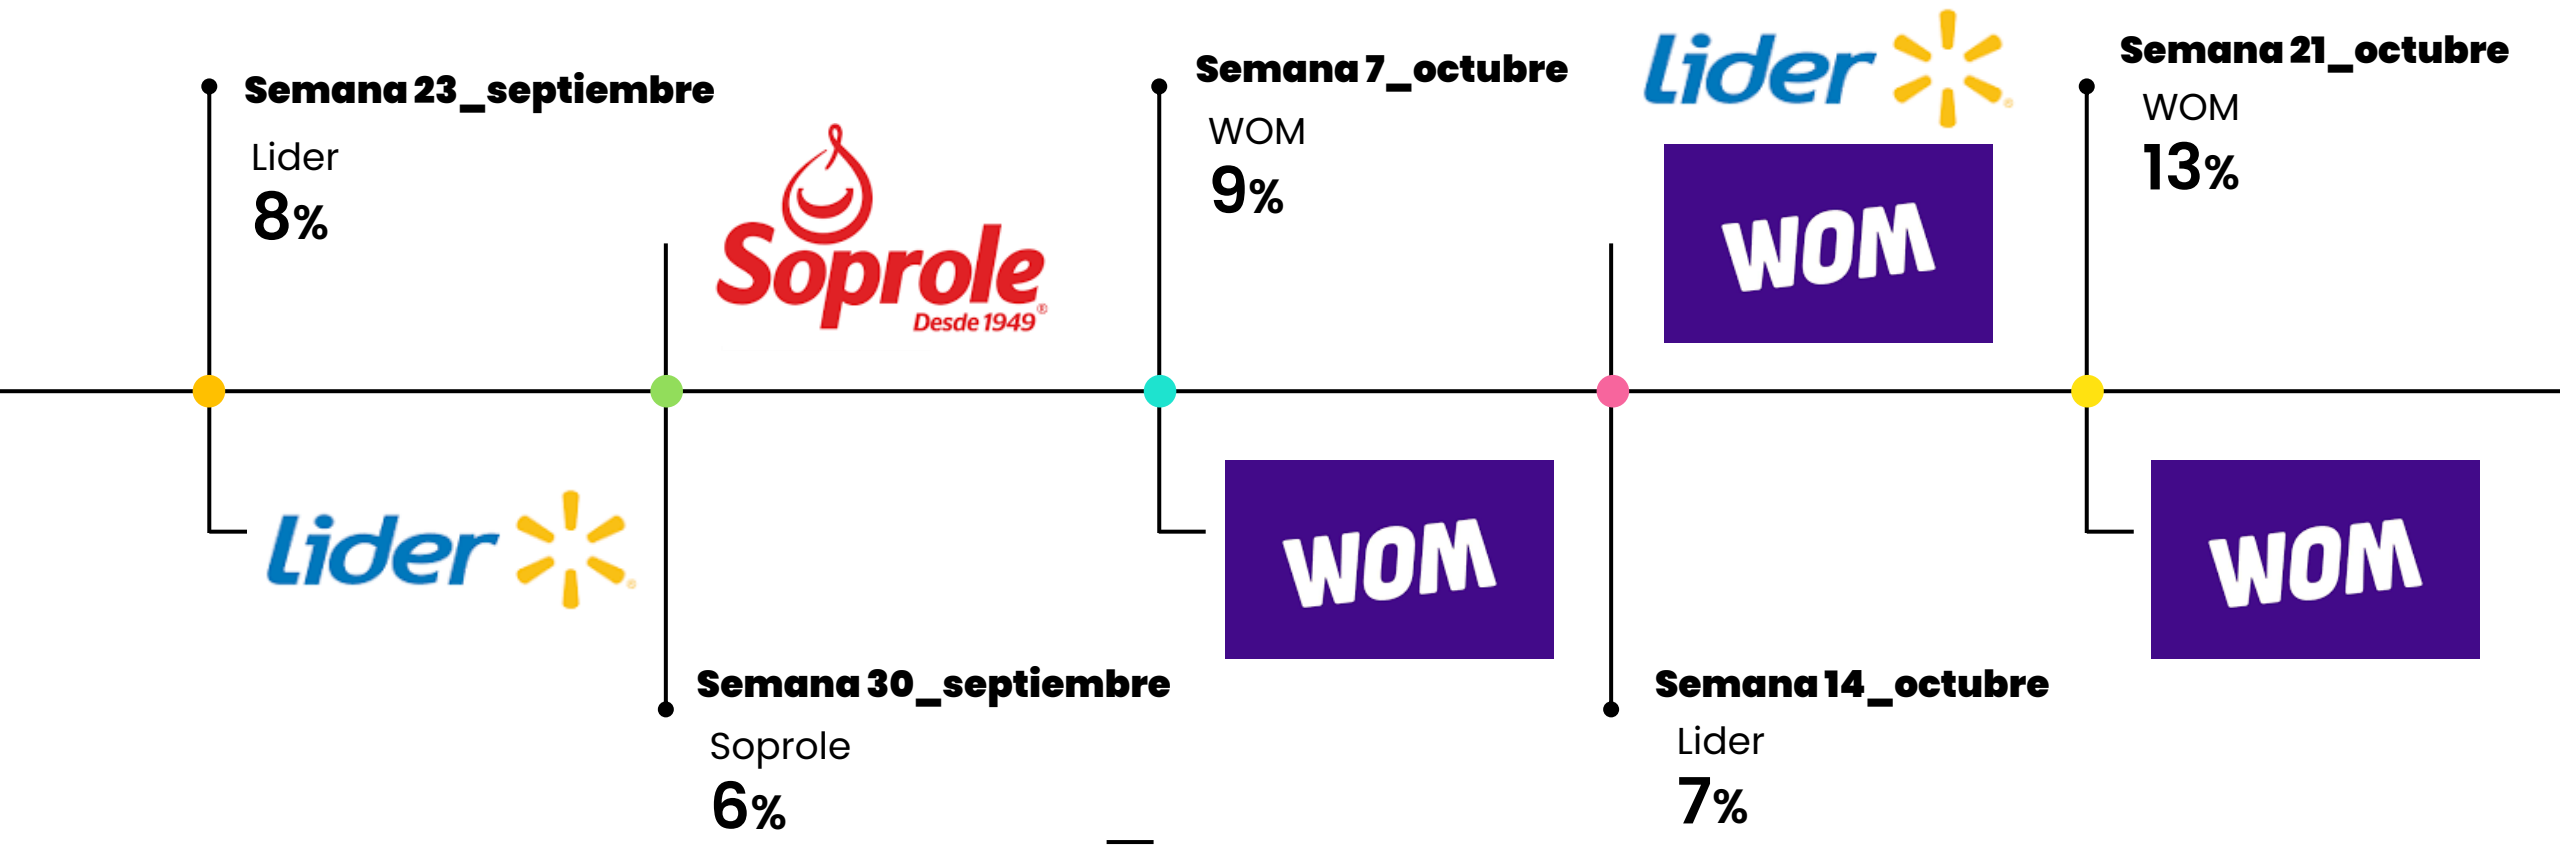 Semana 23_septiembre
Lider
8%
lider
Soprole
Desde 1949
®
Semana 30_septiembre
Soprole
6%
Semana 7_octubre
WOM
9%
WOM
lider
WOM
Semana 14_octubre
Lider
7%
Semana 21_octubre
WOM
13%
WOM